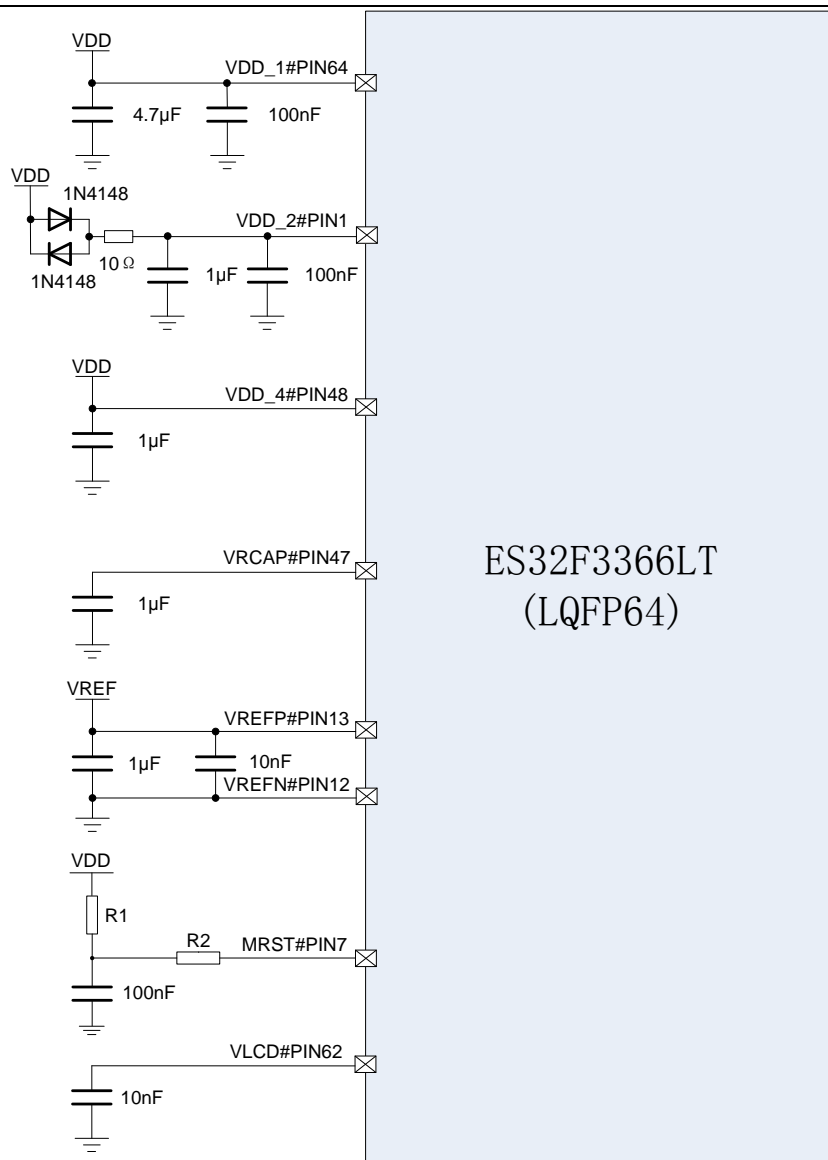 VDD
VDD_1#PIN64
4.7μF
100nF
VDD
1N4148
VDD_2#PIN1
10Ω
1N4148
1μF
100nF
VDD
VDD_4#PIN48
1μF
VRCAP#PIN47
1μF
ES32F3366LT
(LQFP64)
VREF
VREFP#PIN13
1μF
10nF
VREFN#PIN12
VDD
R1
R2
MRST#PIN7
100nF
VLCD#PIN62
10nF